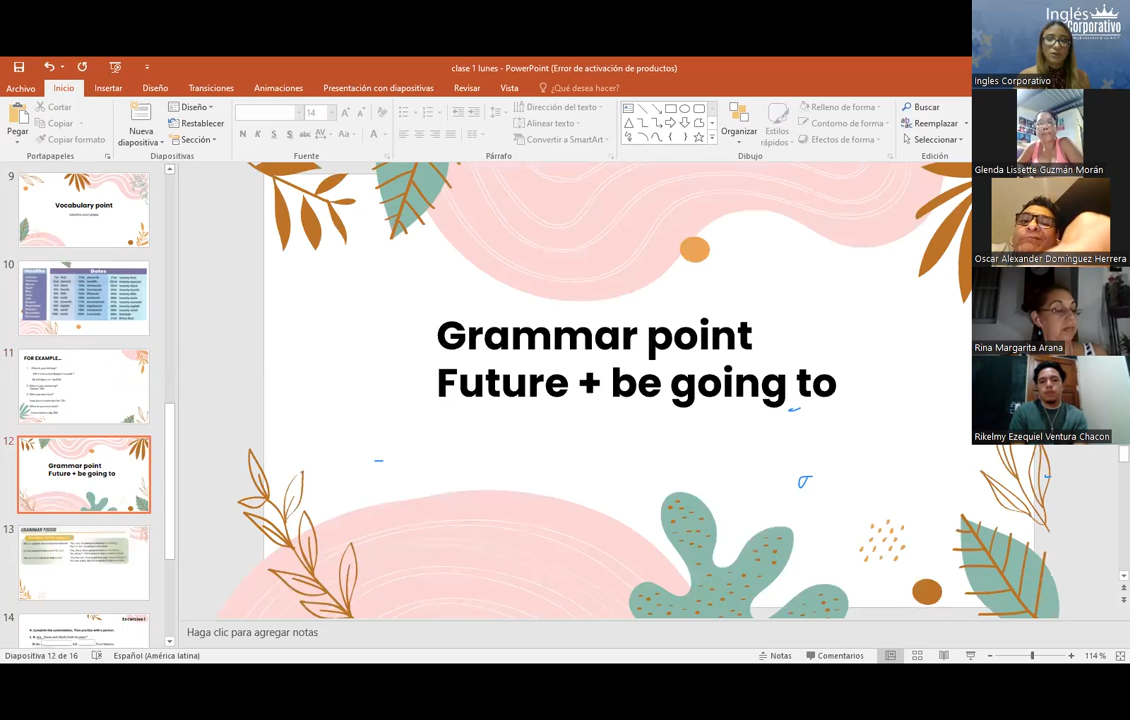 Inglés
Corporativo
Ingles Corporativo
Glenda Lissette Guzmán Morán
Oscar Alexander Domínguez Herrera
Rina Margarita Arana
Rikelmy Ezequiel Ventura Chacon
clase 1 lunes - PowerPoint (Error de activación de productos)
Archivo Inicio Insertar Diseño Transiciones Animaciones Presentación con diapositivas Revisar Vista ¿Qué desea hacer?
Pegar
Cortar
Copiar
Copiar formato
Portapapeles
Nueva
diapositiva
Diseño
Restablecer
Sección
Diapositivas
14
N K S S abc AV Aa A
Fuente
Dirección del texto
Alinear texto
Convertir a SmartArt
Párrafo
Organizar
Estilos
rápidos
Relleno de forma
Contorno de forma
Efectos de forma
Dibujo
Buscar
Reemplazar
Seleccionar
Edición
9
Vocabulary point
10
Months Dates
11
FOR EXAMPLE...
12
Grammar point
Future + be going to
13
GRAMMAR FOCUS
14
Grammar point
Future + be going to
Haga clic para agregar notas
Diapositiva 12 de 16 Español (América latina) Notas Comentarios 114 %